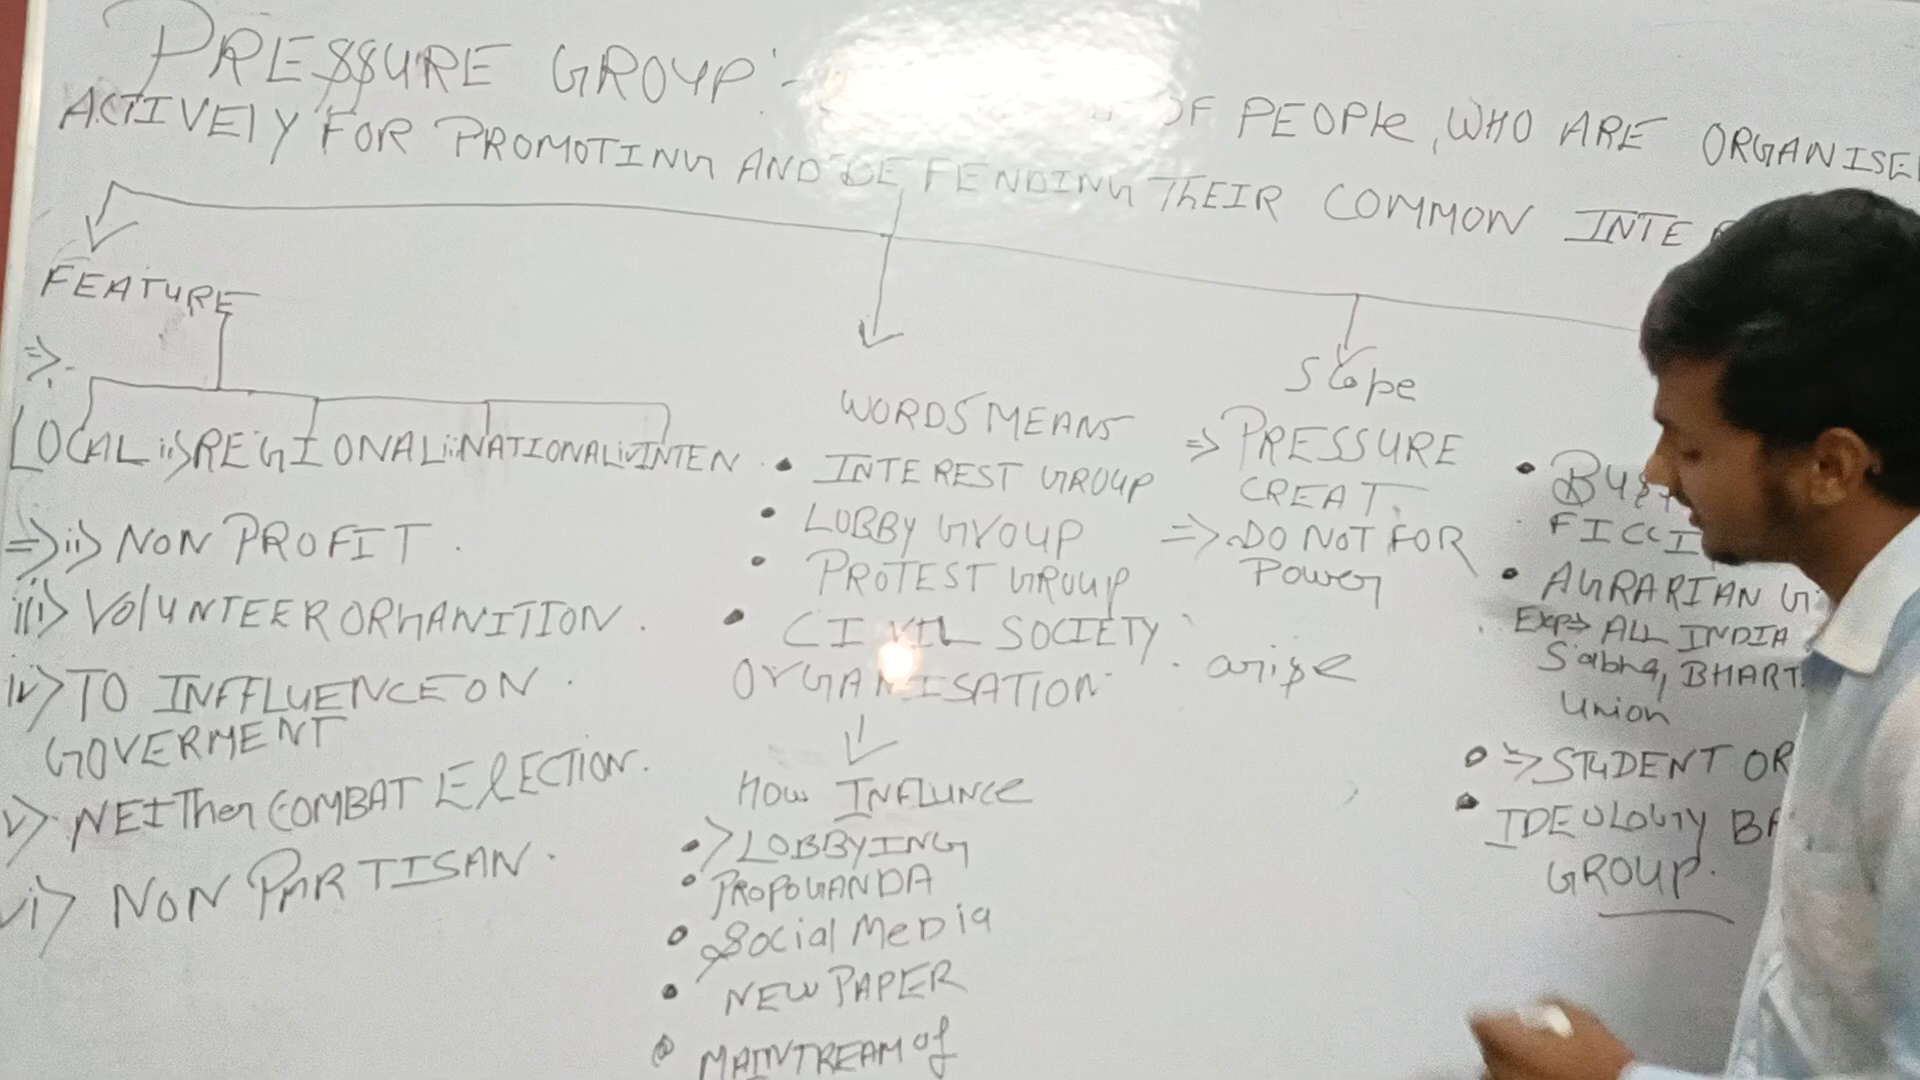 PRESSURE GROUP :-
OF PEOPLE, WHO ARE ORGANISE
ACTIVELY FOR PROMOTING AND DEFENDING THEIR COMMON INTE
FEATURE
LOCAL ii) REGIONAL iii NATIONAL iv INTEN
=> ii) NON PROFIT.
iii) VOLUNTEER ORGANITION.
iv) TO INFFLUENCE ON.
GOVERMENT
v) NEITHER COMBAT ELECTION.
vi) NON PARTISAN.
WORDS MEANS
• INTEREST GROUP
• LOBBY GROUP
• PROTEST GROUP
• CIVIL SOCIETY
ORGANISATION
HOW INFLUNCE
• > LOBBYING
• PROPOGANDA
• Social MEDIA
• NEW PAPER
• MAINTREAM of
Scope
=> PRESSURE
CREAT.
=> DO NOT FOR
Power
arise
• BUS
FICCI
• AGRARIAN G
Exp=> ALL INDIA
Sabha, BHART
Union
• => STUDENT OR
• IDEOLOGY BA
GROUP.